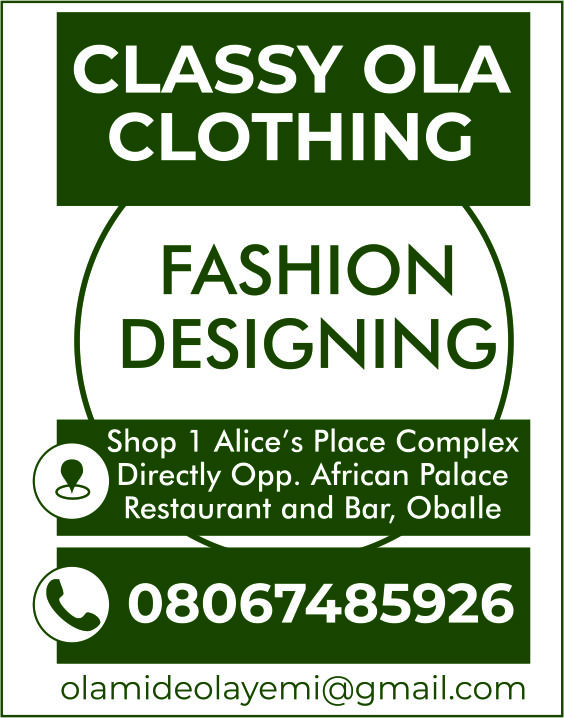 CLASSY OLA
CLOTHING
FASHION
DESIGNING
Shop 1 Alice’s Place Complex
Directly Opp. African Palace
Restaurant and Bar, ObaIle
08067485926
olamideolayemi@gmail.com